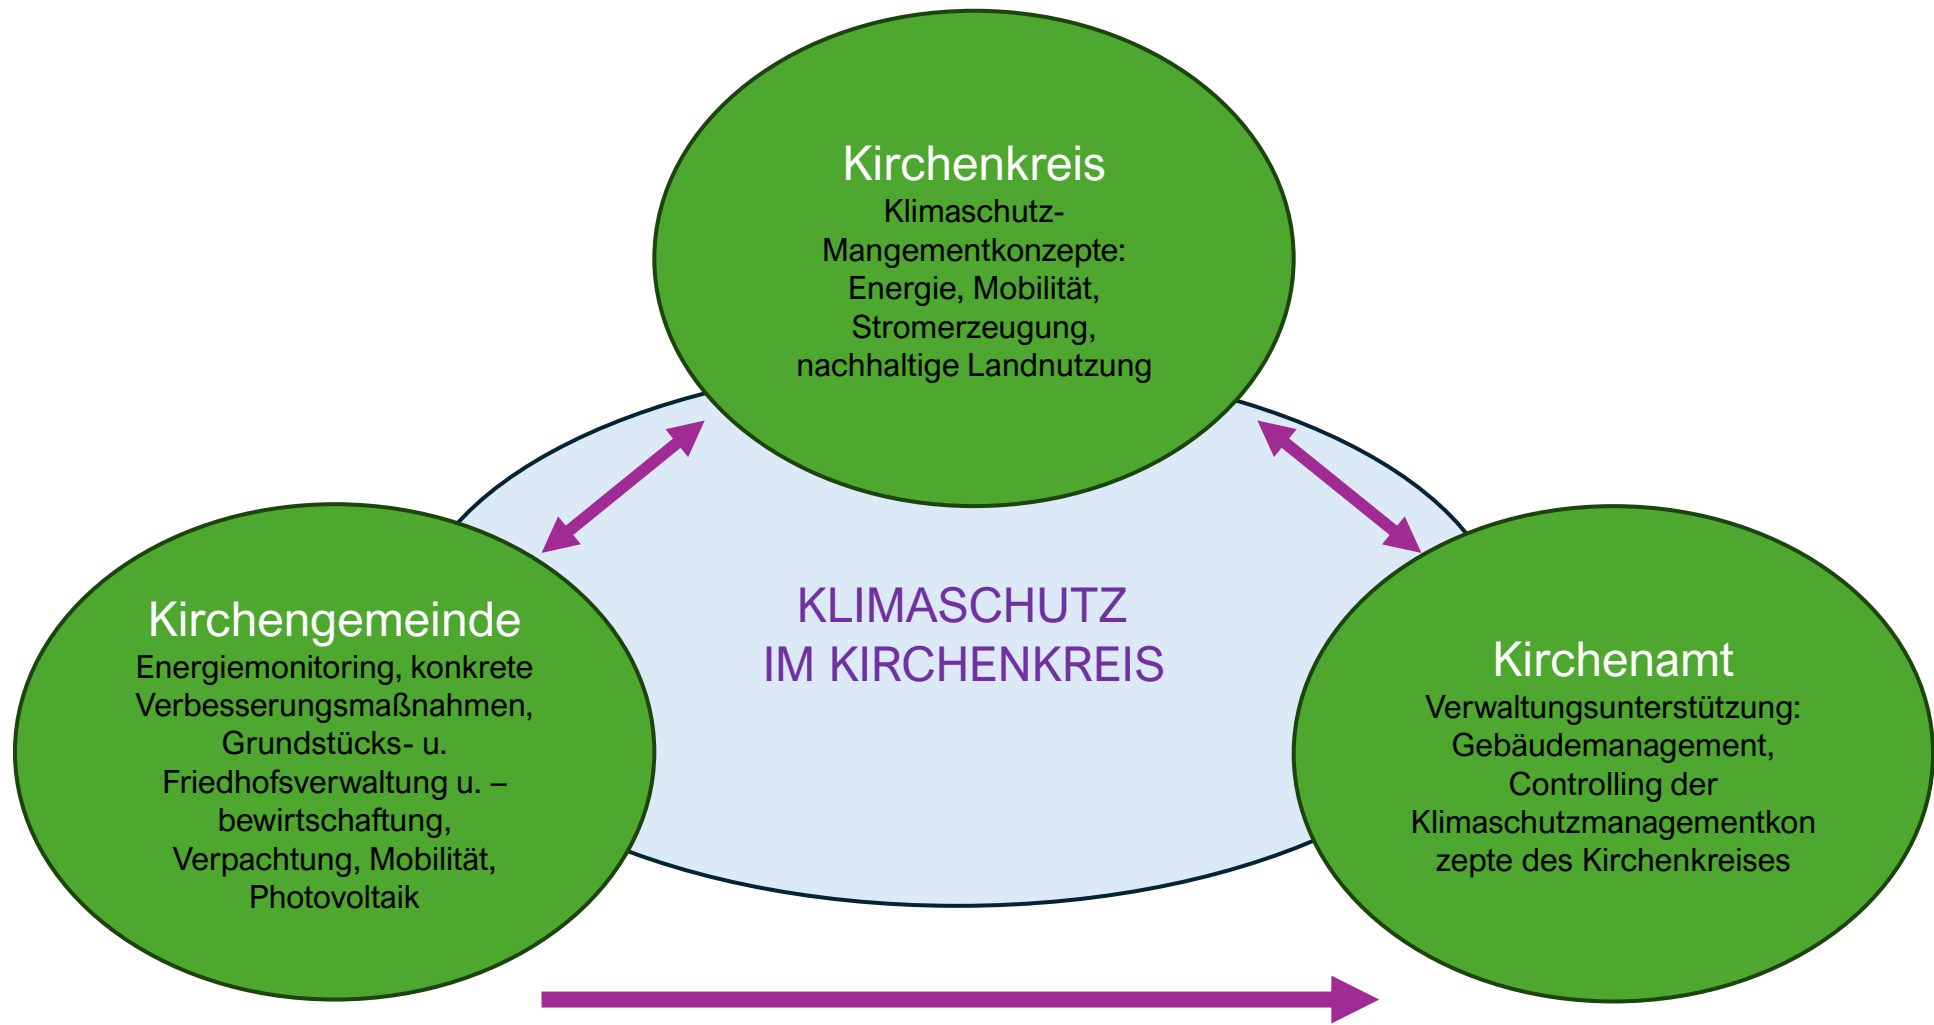 Kirchenkreis
Klimaschutz-
Mangementkonzepte:
Energie, Mobilität,
Stromerzeugung,
nachhaltige Landnutzung
KLIMASCHUTZ
IM KIRCHENKREIS
Kirchengemeinde
Energiemonitoring, konkrete
Verbesserungsmaßnahmen,
Grundstücks- u.
Friedhofsverwaltung u. –
bewirtschaftung,
Verpachtung, Mobilität,
Photovoltaik
Kirchenamt
Verwaltungsunterstützung:
Gebäudemanagement,
Controlling der
Klimaschutzmanagementkon
zepte des Kirchenkreises